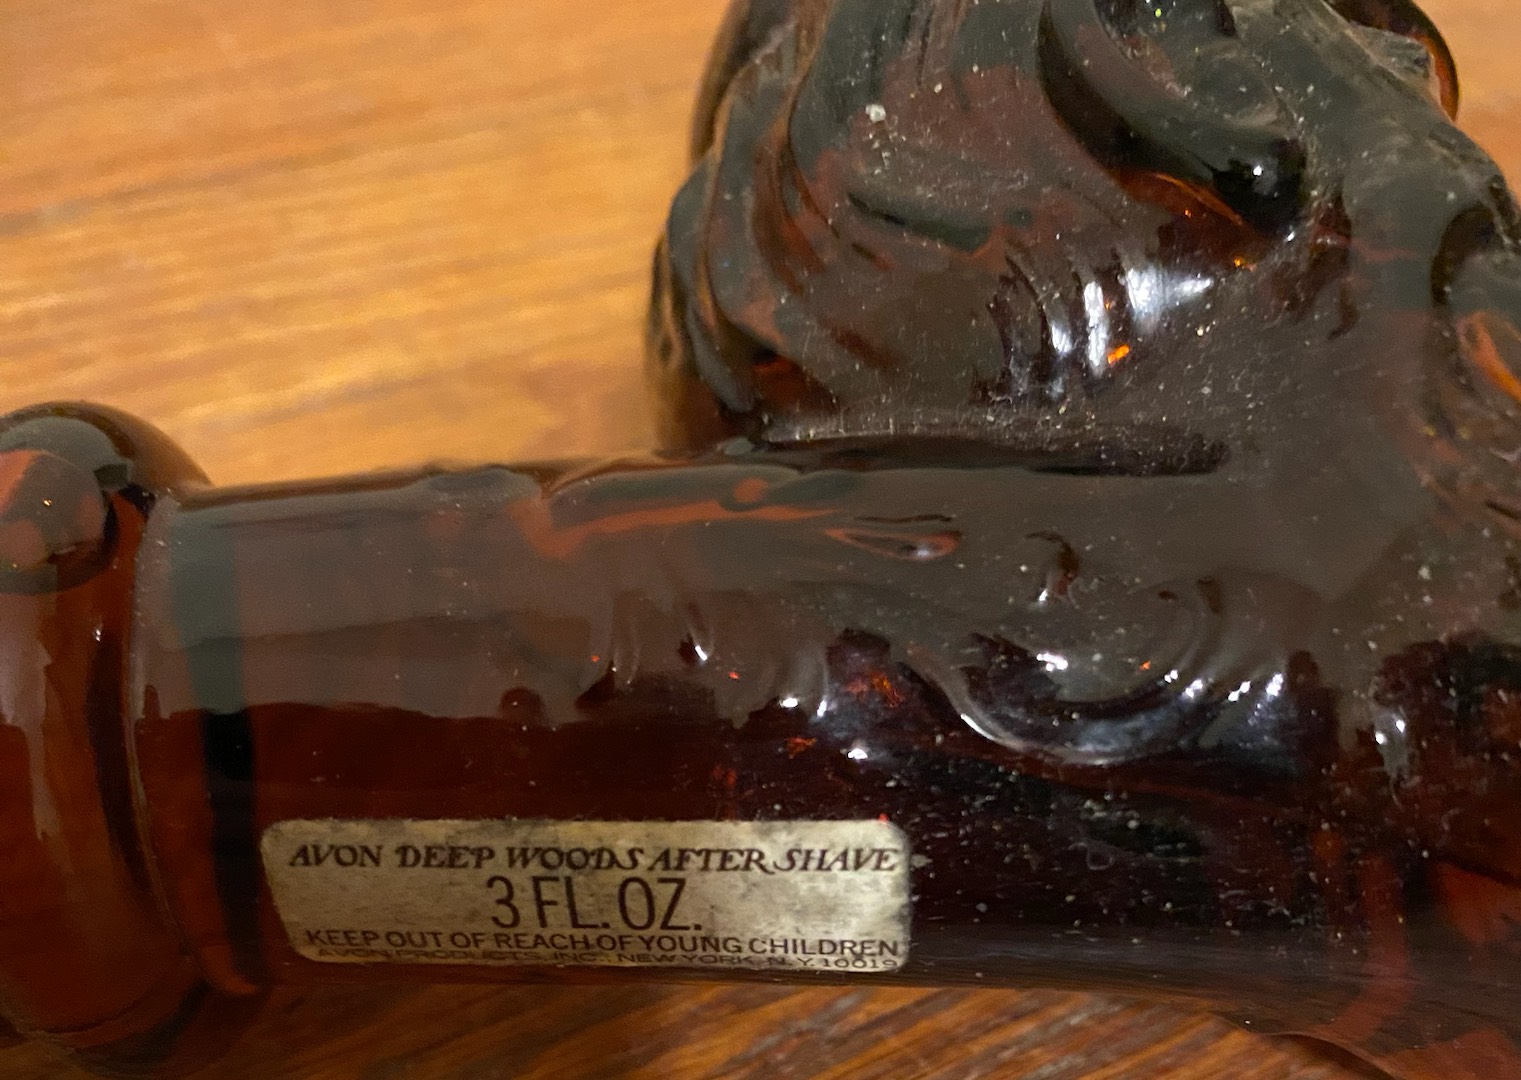 AVON DEEP WOODS AFTER SHAVE
3 FL. OZ.
KEEP OUT OF REACH OF YOUNG CHILDREN
AVON PRODUCTS, INC., NEW YORK, N.Y. 10019